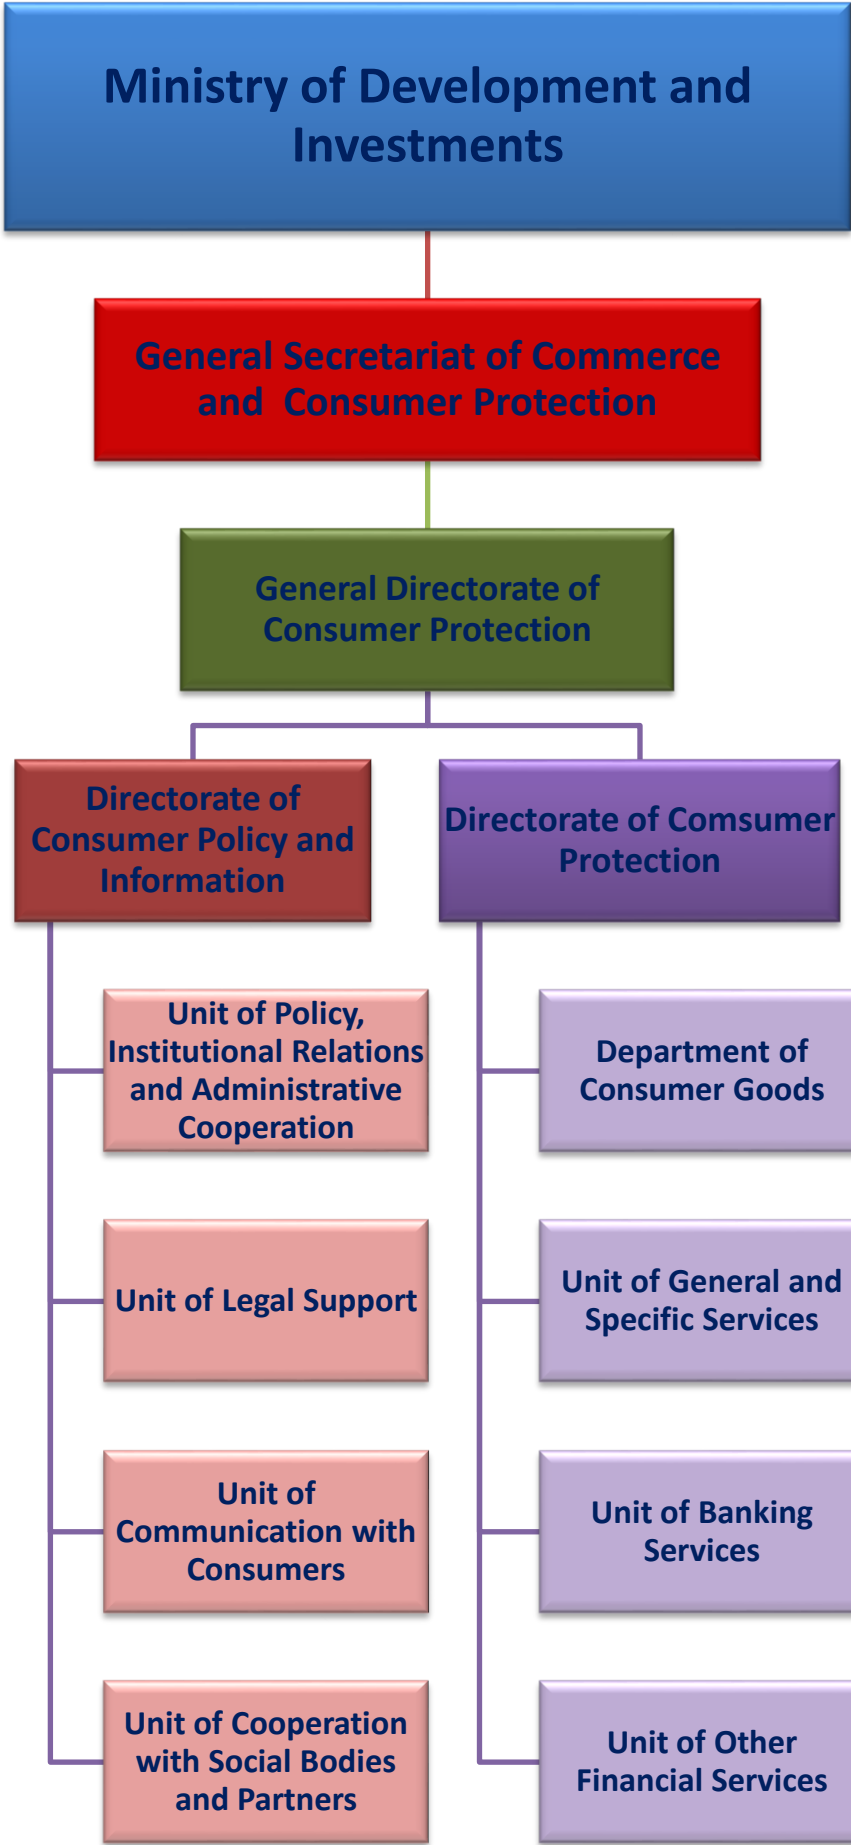 Ministry of Development and
Investments
General Secretariat of Commerce
and  Consumer Protection
General Directorate of
Consumer Protection
Directorate of
Consumer Policy and
Information
Directorate of Comsumer
Protection
Unit of Policy,
Institutional Relations
and Administrative
Cooperation
Department of
Consumer Goods
Unit of Legal Support
Unit of General and
Specific Services
Unit of
Communication with
Consumers
Unit of Banking
Services
Unit of Cooperation
with Social Bodies
and Partners
Unit of Other
Financial Services